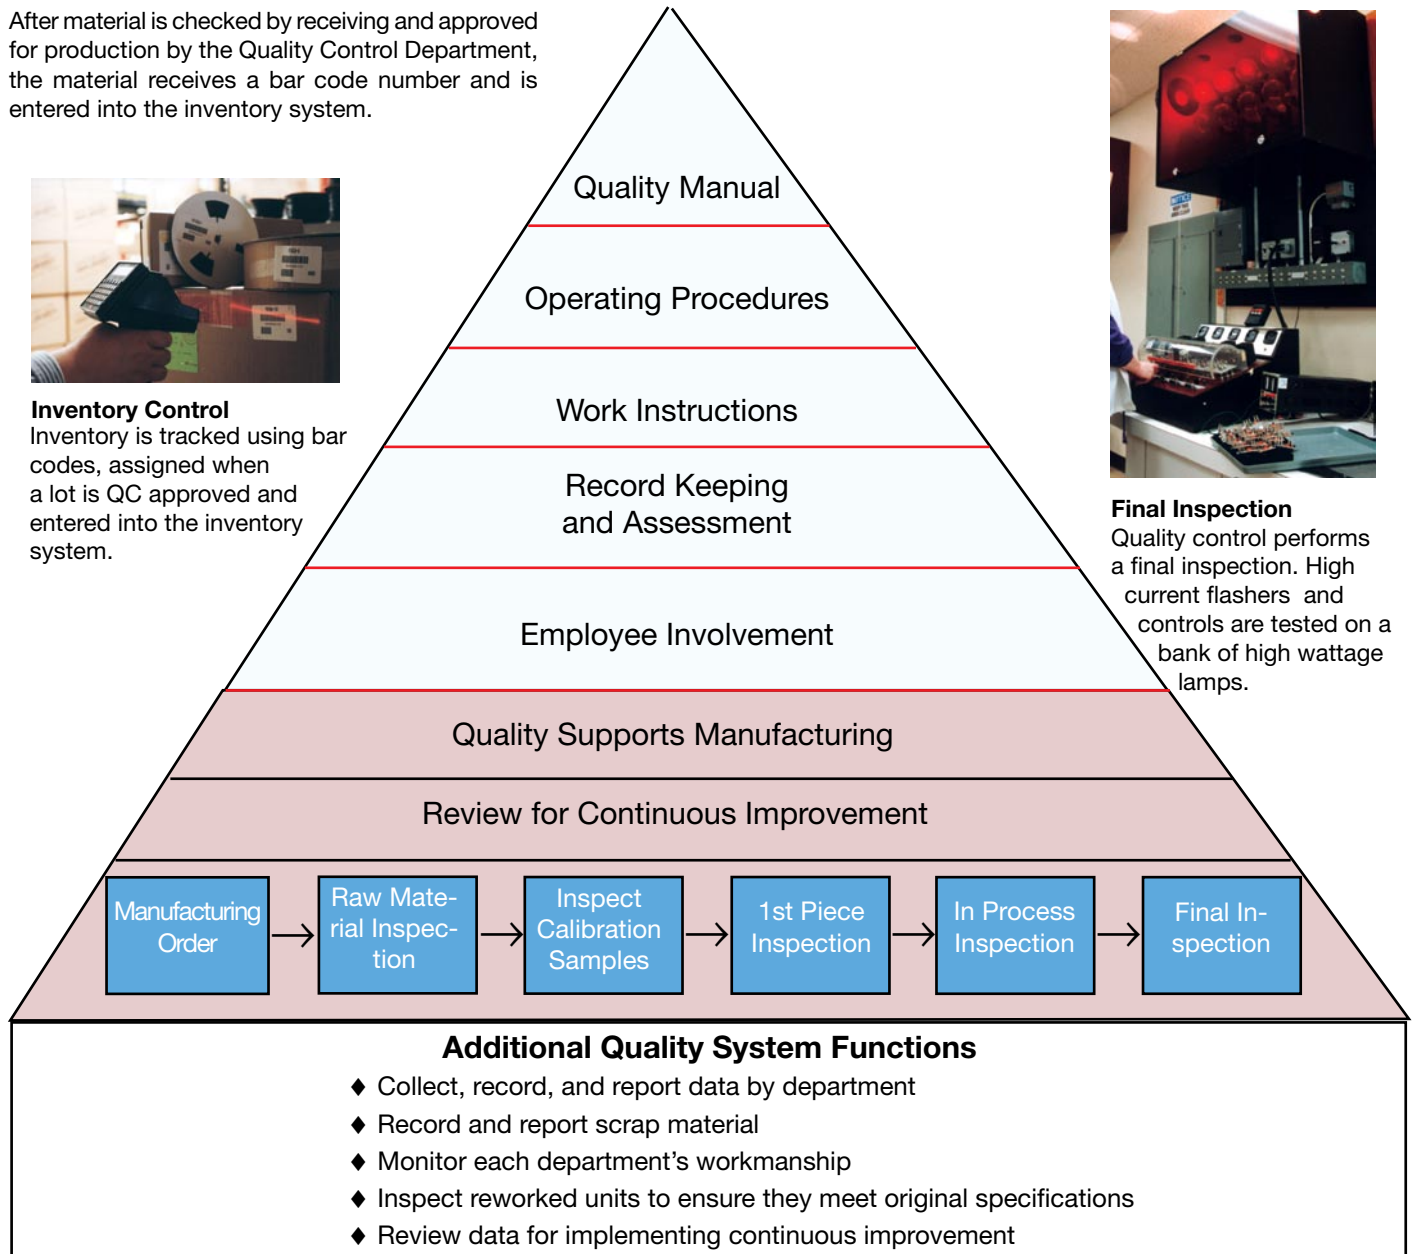 After material is checked by receiving and approved
for production by the Quality Control Department,
the material receives a bar code number and is
entered into the inventory system.
Inventory Control
Inventory is tracked using bar
codes, assigned when
a lot is QC approved and
entered into the inventory
system.
Quality Manual
Operating Procedures
Work Instructions
Record Keeping
and Assessment
Employee Involvement
Final Inspection
Quality control performs
a final inspection. High
current flashers and
controls are tested on a
bank of high wattage
lamps.
Quality Supports Manufacturing
Review for Continuous Improvement
Manufacturing
Order
Raw Mate-
rial Inspec-
tion
Inspect
Calibration
Samples
1st Piece
Inspection
In Process
Inspection
Final In-
spection
Additional Quality System Functions
♦ Collect, record, and report data by department
♦ Record and report scrap material
♦ Monitor each department’s workmanship
♦ Inspect reworked units to ensure they meet original specifications
♦ Review data for implementing continuous improvement